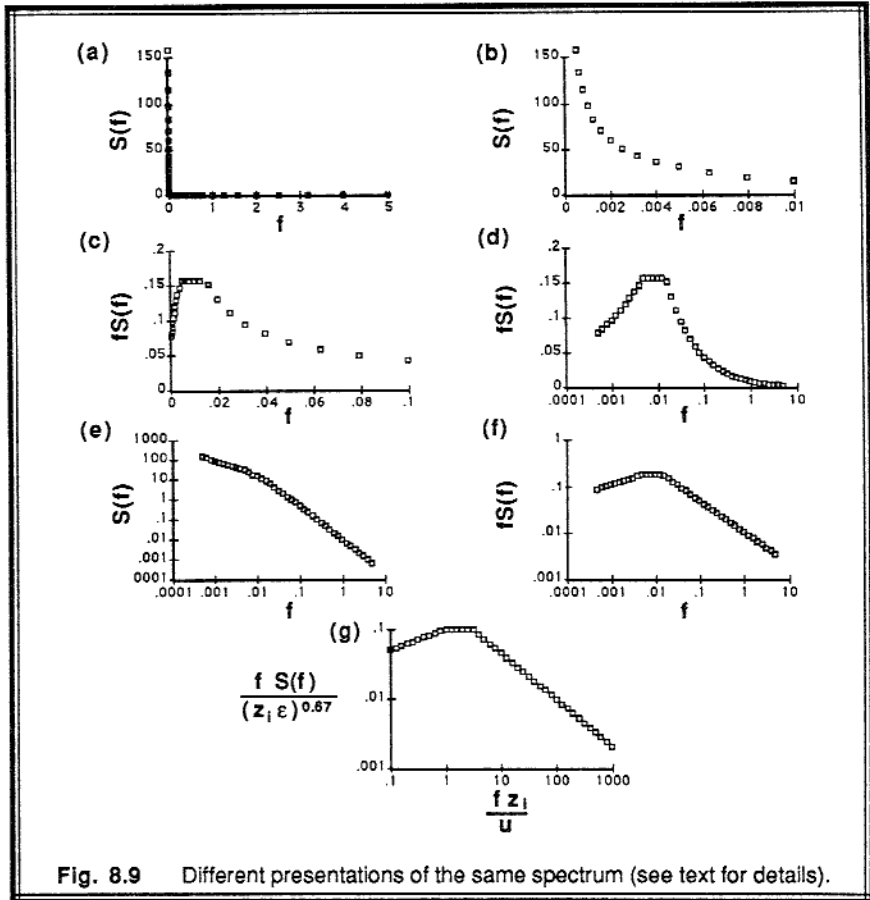 (a)
150
100
50
0
S(f)
0 1 2 3 4 5
f
(b)
150
100
50
0
S(f)
0 .002 .004 .006 .008 .01
f
(c)
.2
.15
.1
.05
0
fS(f)
0 .02 .04 .06 .08 .1
f
(d)
.2
.15
.1
.05
0
fS(f)
.0001 .001 .01 .1 1 10
f
(e)
1000
100
10
1
.1
.01
.001
0001
S(f)
.0001 .001 .01 .1 1 10
f
(f)
1
.1
.01
.001
fS(f)
.0001 .001 .01 .1 1 10
f
(g)
.1
.01
.001
f S(f)
(z i ε)0.67
.1 1 10 100 1000
f z i
u
Fig. 8.9 Different presentations of the same spectrum (see text for details).